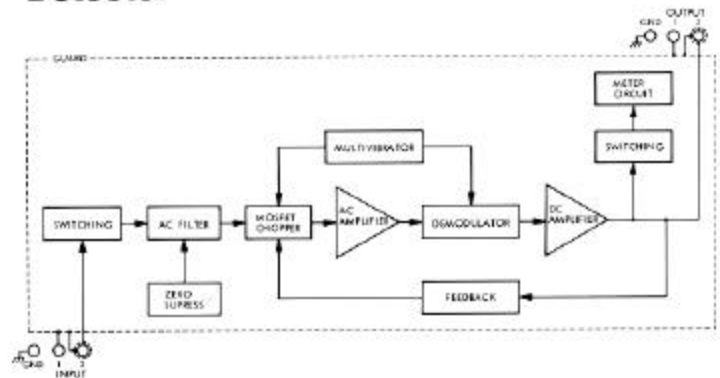 OUTPUT
GND 1 2
GUARD
METER
CIRCUIT
MULTIVIBRATOR
SWITCHING
SWITCHING
AC FILTER
MOSFET
CHOPPER
AC
AMPLIFIER
DEMODULATOR
DC
AMPLIFIER
ZERO
SUPRESS
FEEDBACK
GND 1 2
INPUT